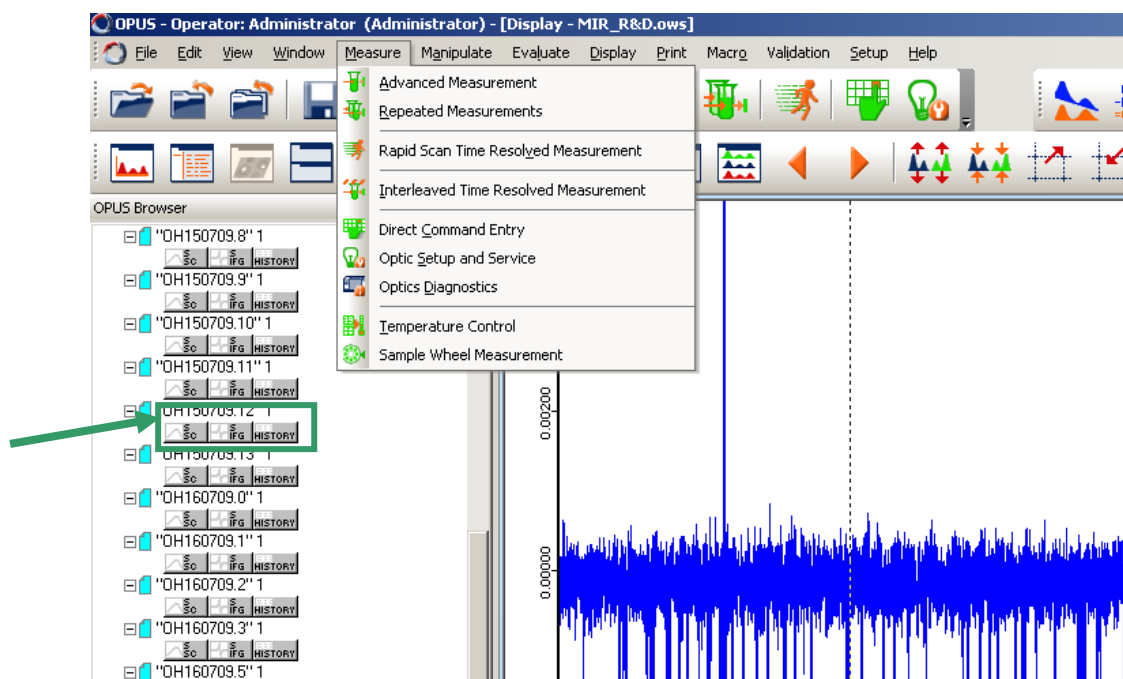 OPUS - Operator: Administrator (Administrator) - [Display - MIR_R&D.ows]
File Edit View Window Measure Manipulate Evaluate Display Print Macro Validation Setup Help
Advanced Measurement
Repeated Measurements
Rapid Scan Time Resolved Measurement
Interleaved Time Resolved Measurement
Direct Command Entry
Optic Setup and Service
Optics Diagnostics
Temperature Control
Sample Wheel Measurement
OPUS Browser
"OH150709.8" 1
S SC S IFG HISTORY
"OH150709.9" 1
S SC S IFG HISTORY
"OH150709.10" 1
S SC S IFG HISTORY
"OH150709.11" 1
S SC S IFG HISTORY
"OH150709.12" 1
S SC S IFG HISTORY
"OH150709.13" 1
S SC S IFG HISTORY
"OH160709.0" 1
S SC S IFG HISTORY
"OH160709.1" 1
S SC S IFG HISTORY
"OH160709.2" 1
S SC S IFG HISTORY
"OH160709.3" 1
S SC S IFG HISTORY
"OH160709.5" 1
0.00200
0.00000